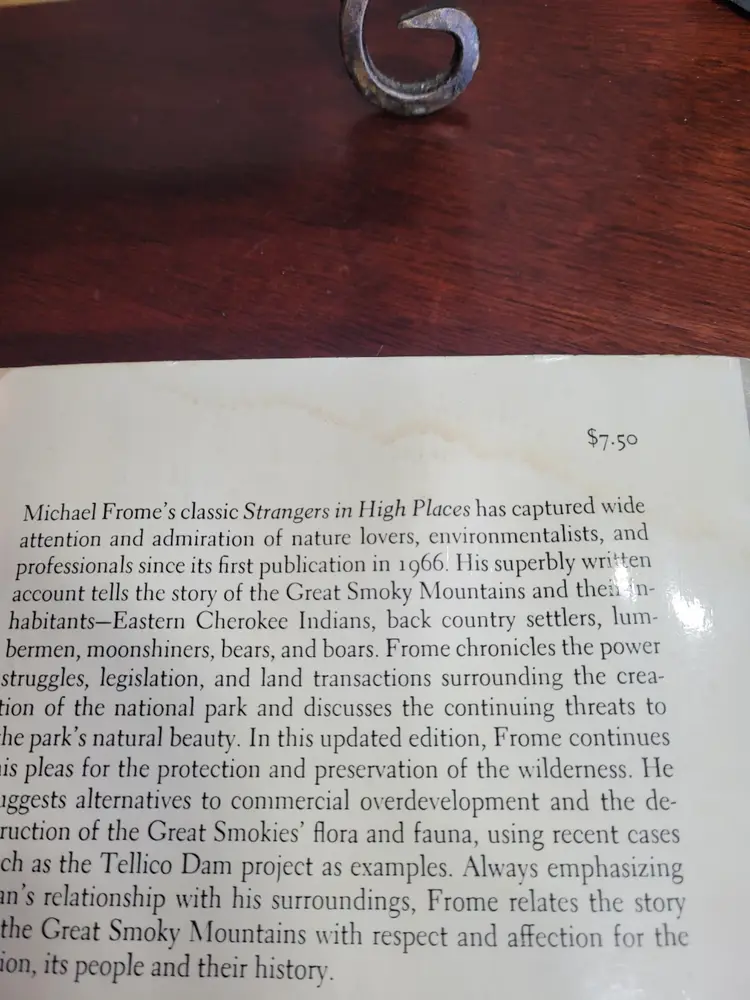 $7.50
Michael Frome's classic Strangers in High Places has captured wide
attention and admiration of nature lovers, environmentalists, and
professionals since its first publication in 1966. His superbly written
account tells the story of the Great Smoky Mountains and their in-
habitants—Eastern Cherokee Indians, back country settlers, lum-
bermen, moonshiners, bears, and boars. Frome chronicles the power
struggles, legislation, and land transactions surrounding the crea-
tion of the national park and discusses the continuing threats to
he park's natural beauty. In this updated edition, Frome continues
is pleas for the protection and preservation of the wilderness. He
uggests alternatives to commercial overdevelopment and the de-
ruction of the Great Smokies' flora and fauna, using recent cases
ch as the Tellico Dam project as examples. Always emphasizing
an's relationship with his surroundings, Frome relates the story
the Great Smoky Mountains with respect and affection for the
ion, its people and their history.